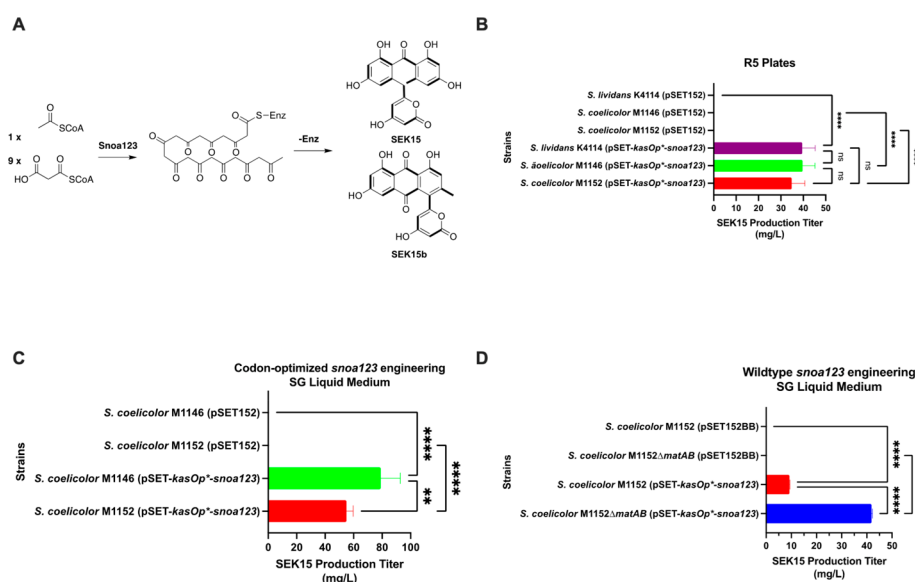 A
O
SCoA
1 x
9 x
O O
HO SCoA
Snoa123
S–Enz
O
-Enz
OH O OH
HO OH
O
HO O
SEK15
O OH
OH
HO
O
O
HO O
SEK15b
B
R5 Plates
Strains
S. lividans K4114 (pSET152)
S. coelicolor M1146 (pSET152)
S. coelicolor M1152 (pSET152)
S. lividans K4114 (pSET-kasOp*-snoa123)
S. äoelicolor M1146 (pSET-kasOp*-snoa123)
S. coelicolor M1152 (pSET-kasOp*-snoa123)
0 10 20 30 40 50
SEK15 Production Titer
(mg/L)
ns
ns
****
ns
****
C
Codon-optimized snoa123 engineering
SG Liquid Medium
Strains
S. coelicolor M1146 (pSET152)
S. coelicolor M1152 (pSET152)
S. coelicolor M1146 (pSET-kasOp*-snoa123)
S. coelicolor M1152 (pSET-kasOp*-snoa123)
0 20 40 60 80 100
SEK15 Production Titer
(mg/L)
****
**
****
D
Wildtype snoa123 engineering
SG Liquid Medium
Strains
S. coelicolor M1152 (pSET152BB)
S. coelicolor M1152ΔmatAB (pSET152BB)
S. coelicolor M1152 (pSET-kasOp*-snoa123)
S. coelicolor M1152ΔmatAB (pSET-kasOp*-snoa123)
0 10 20 30 40 50
SEK15 Production Titer
(mg/L)
****
****
****